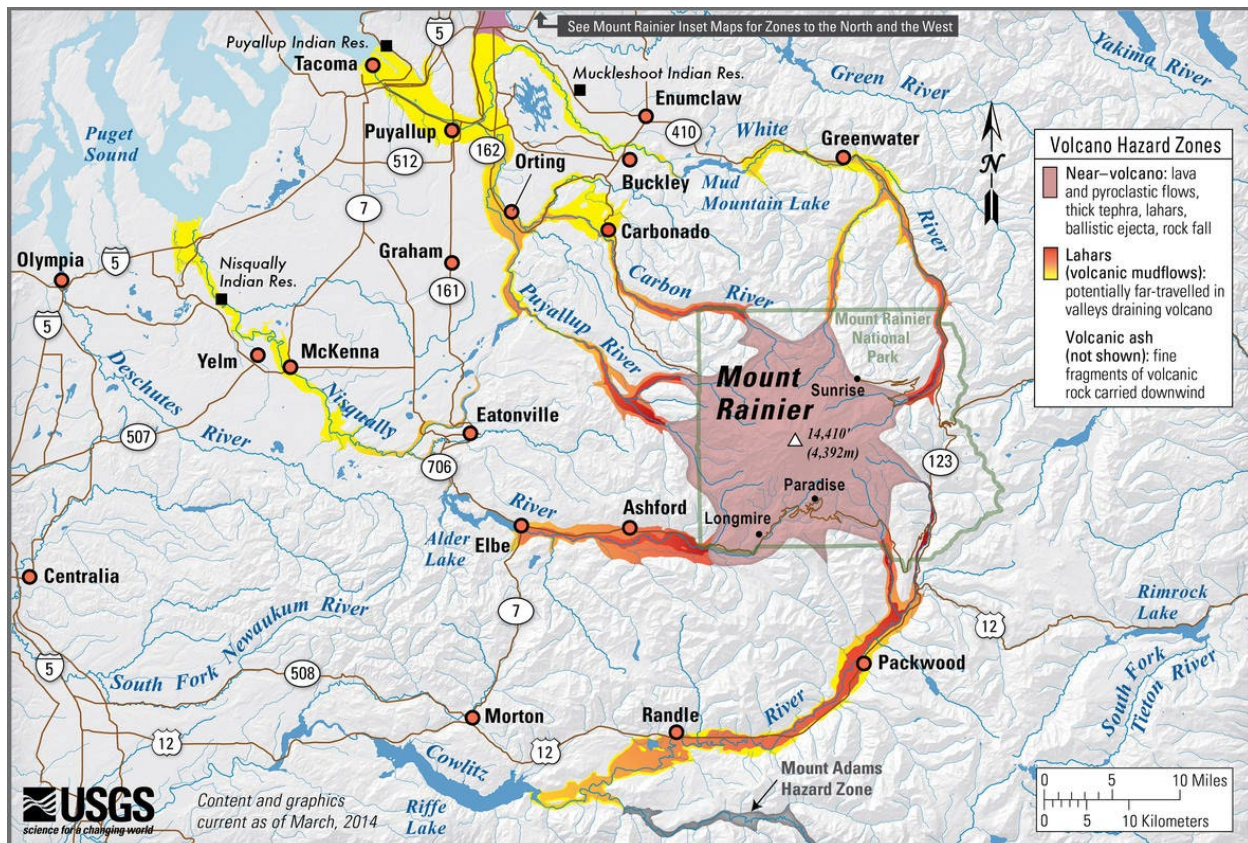 See Mount Rainier Inset Maps for Zones to the North and the West
5
Puyallup Indian Res.
Tacoma
Muckleshoot Indian Res.
Green River
Yakima River
Enumclaw
410
Puget
Sound
Puyallup
512
162
White
Greenwater
Orting
Buckley
Mud
Mountain Lake
River
N
Volcano Hazard Zones
Near–volcano: lava
and pyroclastic flows,
thick tephra, lahars,
ballistic ejecta, rock fall
Lahars
(volcanic mudflows):
potentially far-travelled in
valleys draining volcano
Volcanic ash
(not shown): fine
fragments of volcanic
rock carried downwind
7
Carbonado
Graham
161
Olympia
5
Nisqually
Indian Res.
5
Carbon River
Puyallup
River
Mount Rainier
National
Park
Yelm
McKenna
Deschutes
River
Nisqually
Mount
Rainier
Sunrise
507
Eatonville
14,410'
(4,392m)
706
123
Paradise
River
Ashford
Longmire
Alder
Lake
Elbe
Centralia
7
Rimrock
Lake
12
South Fork Newaukum River
5
508
Packwood
South Fork
Tieton River
Morton
Randle
River
12
12
Cowlitz
Mount Adams
Hazard Zone
Riffe
Lake
USGS
science for a changing world
Content and graphics
current as of March, 2014
0 5 10 Miles
0 5 10 Kilometers